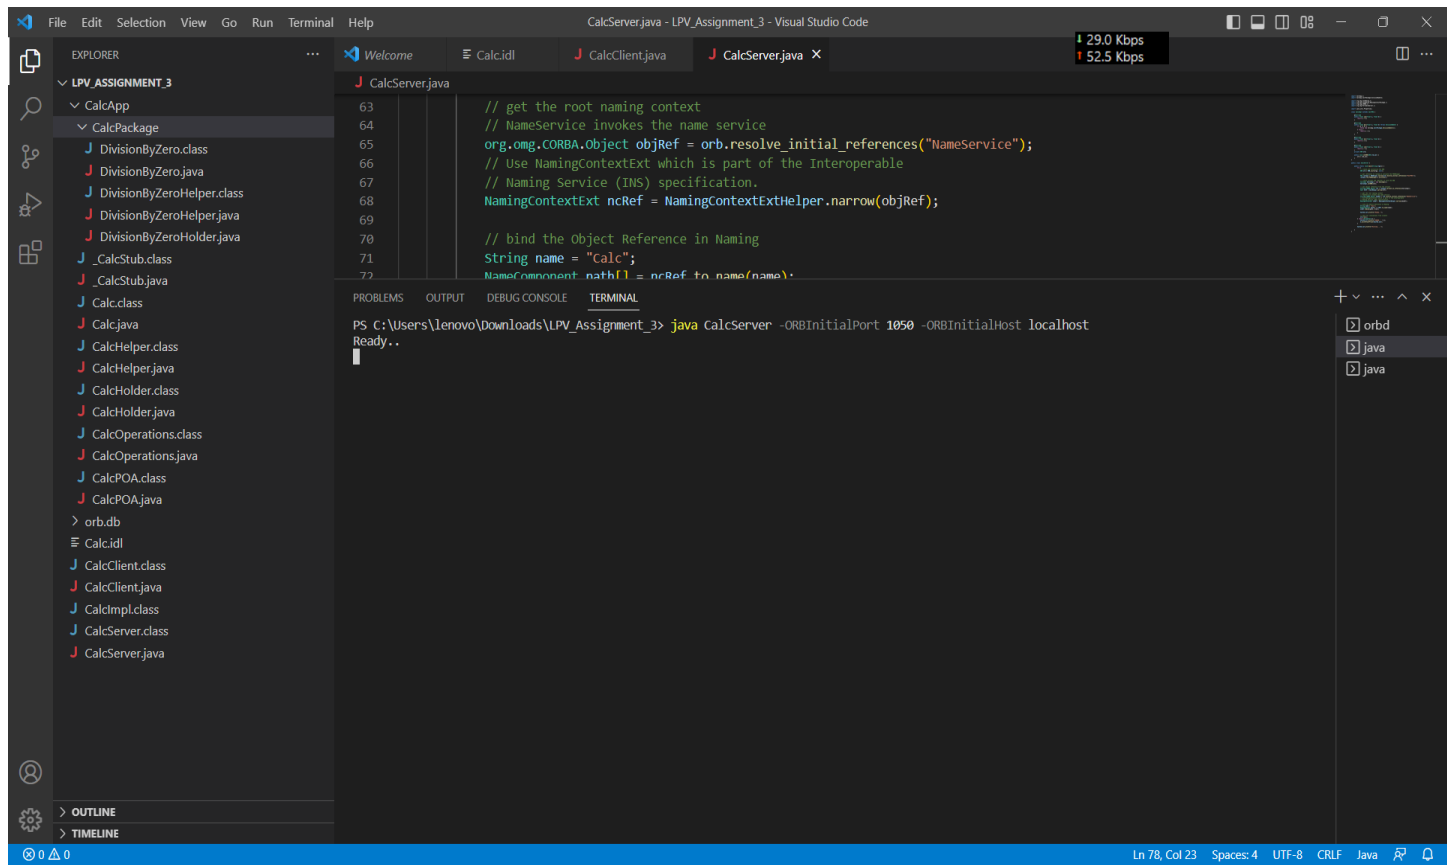 File Edit Selection View Go Run Terminal Help
CalcServer.java - LPV_Assignment_3 - Visual Studio Code
↓ 29.0 Kbps
↑ 52.5 Kbps
EXPLORER
LPV_ASSIGNMENT_3
CalcApp
CalcPackage
J DivisionByZero.class
J DivisionByZero.java
J DivisionByZeroHelper.class
J DivisionByZeroHelper.java
J DivisionByZeroHolder.java
J _CalcStub.class
J _CalcStub.java
J Calc.class
J Calc.java
J CalcHelper.class
J CalcHelper.java
J CalcHolder.class
J CalcHolder.java
J CalcOperations.class
J CalcOperations.java
J CalcPOA.class
J CalcPOA.java
orb.db
Calc.idl
J CalcClient.class
J CalcClient.java
J CalcImpl.class
J CalcServer.class
J CalcServer.java
OUTLINE
TIMELINE
Welcome Calc.idl J CalcClient.java J CalcServer.java
J CalcServer.java
63 // get the root naming context
64 // NameService invokes the name service
65 org.omg.CORBA.Object objRef = orb.resolve_initial_references("NameService");
66 // Use NamingContextExt which is part of the Interoperable
67 // Naming Service (INS) specification.
68 NamingContextExt ncRef = NamingContextExtHelper.narrow(objRef);
69
70 // bind the Object Reference in Naming
71 String name = "Calc";
72 NameComponent path[] = ncRef.to_name(name);
PROBLEMS OUTPUT DEBUG CONSOLE TERMINAL
PS C:\Users\lenovo\Downloads\LPV_Assignment_3> java CalcServer -ORBInitialPort 1050 -ORBInitialHost localhost
Ready..
orbd
java
java
0 0
Ln 78, Col 23 Spaces: 4 UTF-8 CRLF Java